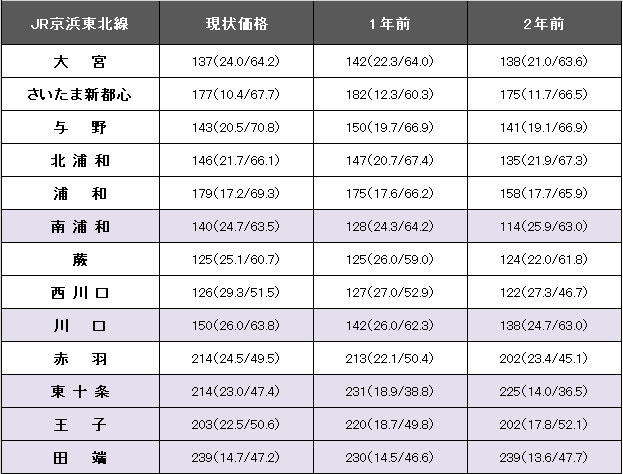 JR京浜東北線 現状価格 1年前 2年前
大宮 137(24.0/64.2) 142(22.3/64.0) 138(21.0/63.6)
さいたま新都心 177(10.4/67.7) 182(12.3/60.3) 175(11.7/66.5)
与野 143(20.5/70.8) 150(19.7/66.9) 141(19.1/66.9)
北浦和 146(21.7/66.1) 147(20.7/67.4) 135(21.9/67.3)
浦和 179(17.2/69.3) 175(17.6/66.2) 158(17.7/65.9)
南浦和 140(24.7/63.5) 128(24.3/64.2) 114(25.9/63.0)
蕨 125(25.1/60.7) 125(26.0/59.0) 124(22.0/61.8)
西川口 126(29.3/51.5) 127(27.0/52.9) 122(27.3/46.7)
川口 150(26.0/63.8) 142(26.0/62.3) 138(24.7/63.0)
赤羽 214(24.5/49.5) 213(22.1/50.4) 202(23.4/45.1)
東十条 214(23.0/47.4) 231(18.9/38.8) 225(14.0/36.5)
王子 203(22.5/50.6) 220(18.7/49.8) 202(17.8/52.1)
田端 239(14.7/47.2) 230(14.5/46.6) 239(13.6/47.7)